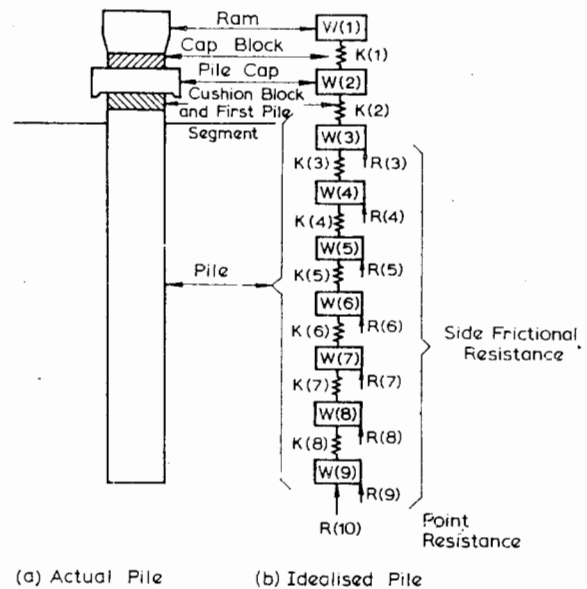 Ram
V/(1)
Cap Block
K(1)
Pile Cap
W(2)
Cushion Block
and First Pile
Segment
K(2)
W(3)
K(3)
R(3)
W(4)
K(4)
R(4)
W(5)
Pile
K(5)
R(5)
W(6)
K(6)
R(6)
Side Frictional
Resistance
W(7)
K(7)
R(7)
W(8)
K(8)
R(8)
W(9)
R(9)
R(10)
Point
Resistance
(a) Actual Pile
(b) Idealised Pile